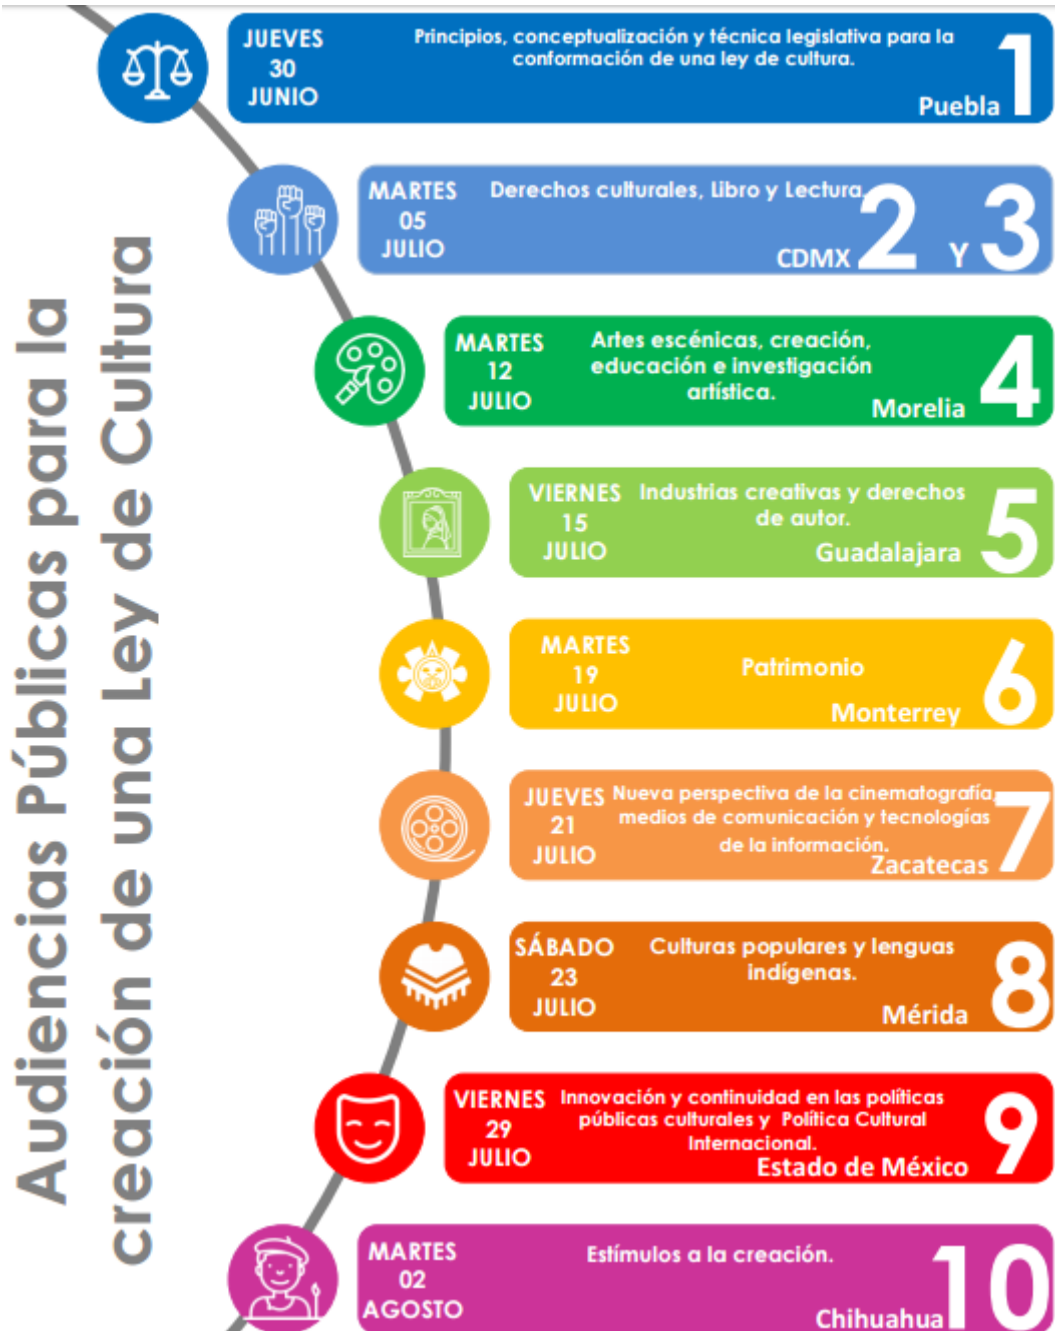 Audiencias Públicas para la
creación de una Ley de Cultura
JUEVES
30
JUNIO
Principios, conceptualización y técnica legislativa para la
conformación de una ley de cultura.
Puebla
1
MARTES
05
JULIO
Derechos culturales, Libro y Lectura.
CDMX
2 Y 3
MARTES
12
JULIO
Artes escénicas, creación,
educación e investigación
artística.
Morelia
4
VIERNES
15
JULIO
Industrias creativas y derechos
de autor.
Guadalajara
5
MARTES
19
JULIO
Patrimonio
Monterrey
6
JUEVES
21
JULIO
Nueva perspectiva de la cinematografía,
medios de comunicación y tecnologías
de la información.
Zacatecas
7
SÁBADO
23
JULIO
Culturas populares y lenguas
indígenas.
Mérida
8
VIERNES
29
JULIO
Innovación y continuidad en las políticas
públicas culturales y Política Cultural
Internacional.
Estado de México
9
MARTES
02
AGOSTO
Estímulos a la creación.
Chihuahua
10